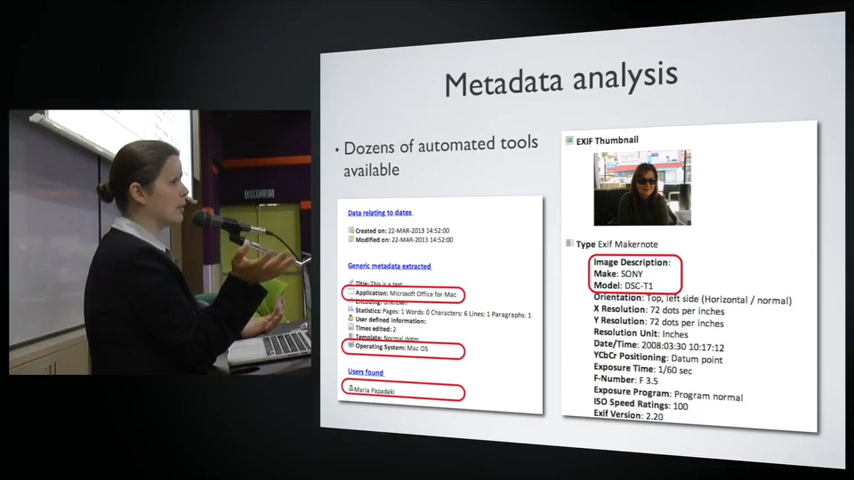 Metadata analysis
• Dozens of automated tools
available
Data relating to dates
Created on: 22-MAR-2013 14:52:00
Modified on: 22-MAR-2013 14:52:00
Generic metadata extracted
Title: This is a test
Application: Microsoft Office for Mac
Encoding: Unknown
Statistics: Pages: 1 Words: 0 Characters: 6 Lines: 1 Paragraphs: 1
User defined information:
Times edited: 2
Template: Normal.dotm
Operating System: Mac OS
Users found
Maria Papadaki
EXIF Thumbnail
Type Exif Makernote
Image Description:
Make: SONY
Model: DSC-T1
Orientation: Top, left side (Horizontal / normal)
X Resolution: 72 dots per inches
Y Resolution: 72 dots per inches
Resolution Unit: Inches
Date/Time: 2008:03:30 10:17:12
YCbCr Positioning: Datum point
Exposure Time: 1/60 sec
F-Number: F 3.5
Exposure Program: Program normal
ISO Speed Ratings: 100
Exif Version: 2.20